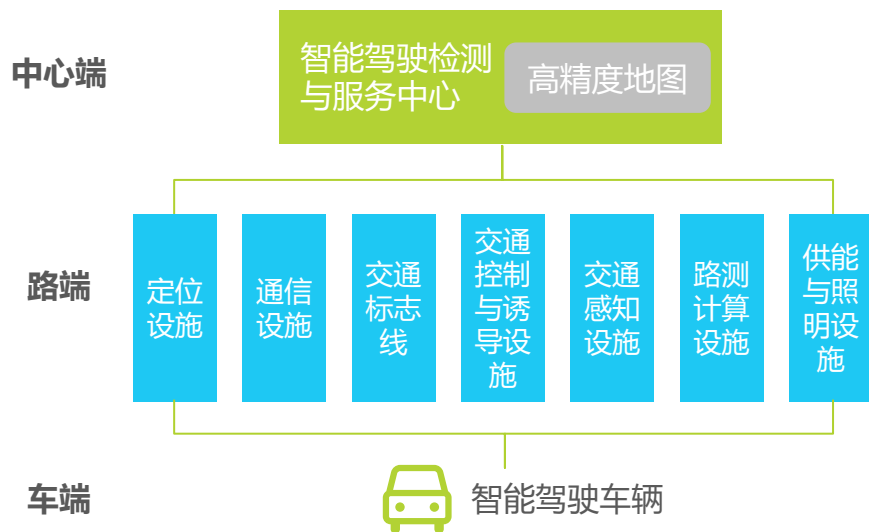 中心端
智能驾驶检测
与服务中心
高精度地图
路端
定位
设施
通信
设施
交通
标志
线
交通
控制
与诱
导设
施
交通
感知
设施
路测
计算
设施
供能
与照
明设
施
车端
智能驾驶车辆